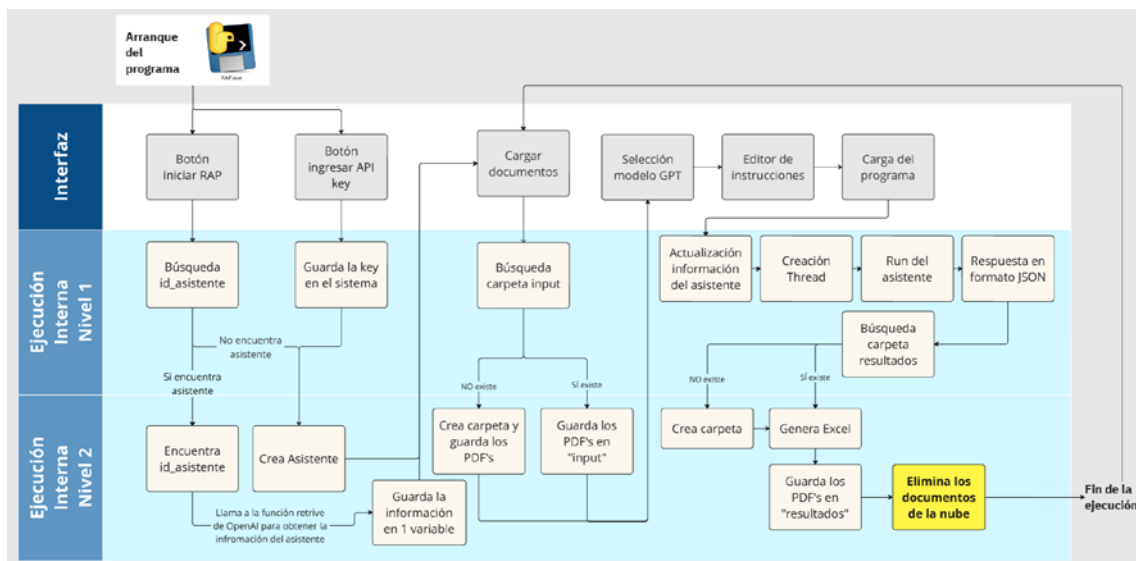 Arranque
del
programa
RAP.exe
Interfaz
Botón
iniciar RAP
Botón
ingresar API
key
Cargar
documentos
Selección
modelo GPT
Editor de
instrucciones
Carga del
programa
Ejecución
Interna
Nivel 1
Búsqueda
id_asistente
Guarda la key
en el sistema
Búsqueda
carpeta input
Actualización
información
del asistente
Creación
Thread
Run del
asistente
Respuesta en
formato JSON
Búsqueda
carpeta
resultados
No encuentra
asistente
Si encuentra
asistente
NO existe
SÍ existe
NO existe
SÍ existe
Ejecución
Interna
Nivel 2
Encuentra
id_asistente
Crea Asistente
Crea carpeta y
guarda los
PDF's
Guarda los
PDF's en
"input"
Crea carpeta
Genera Excel
Llama a la función retrive
de OpenAI para obtener la
infromación del asistente
Guarda la
información
en 1 variable
Guarda los
PDF's en
"resultados"
Elimina los
documentos
de la nube
Fin de la
ejecución